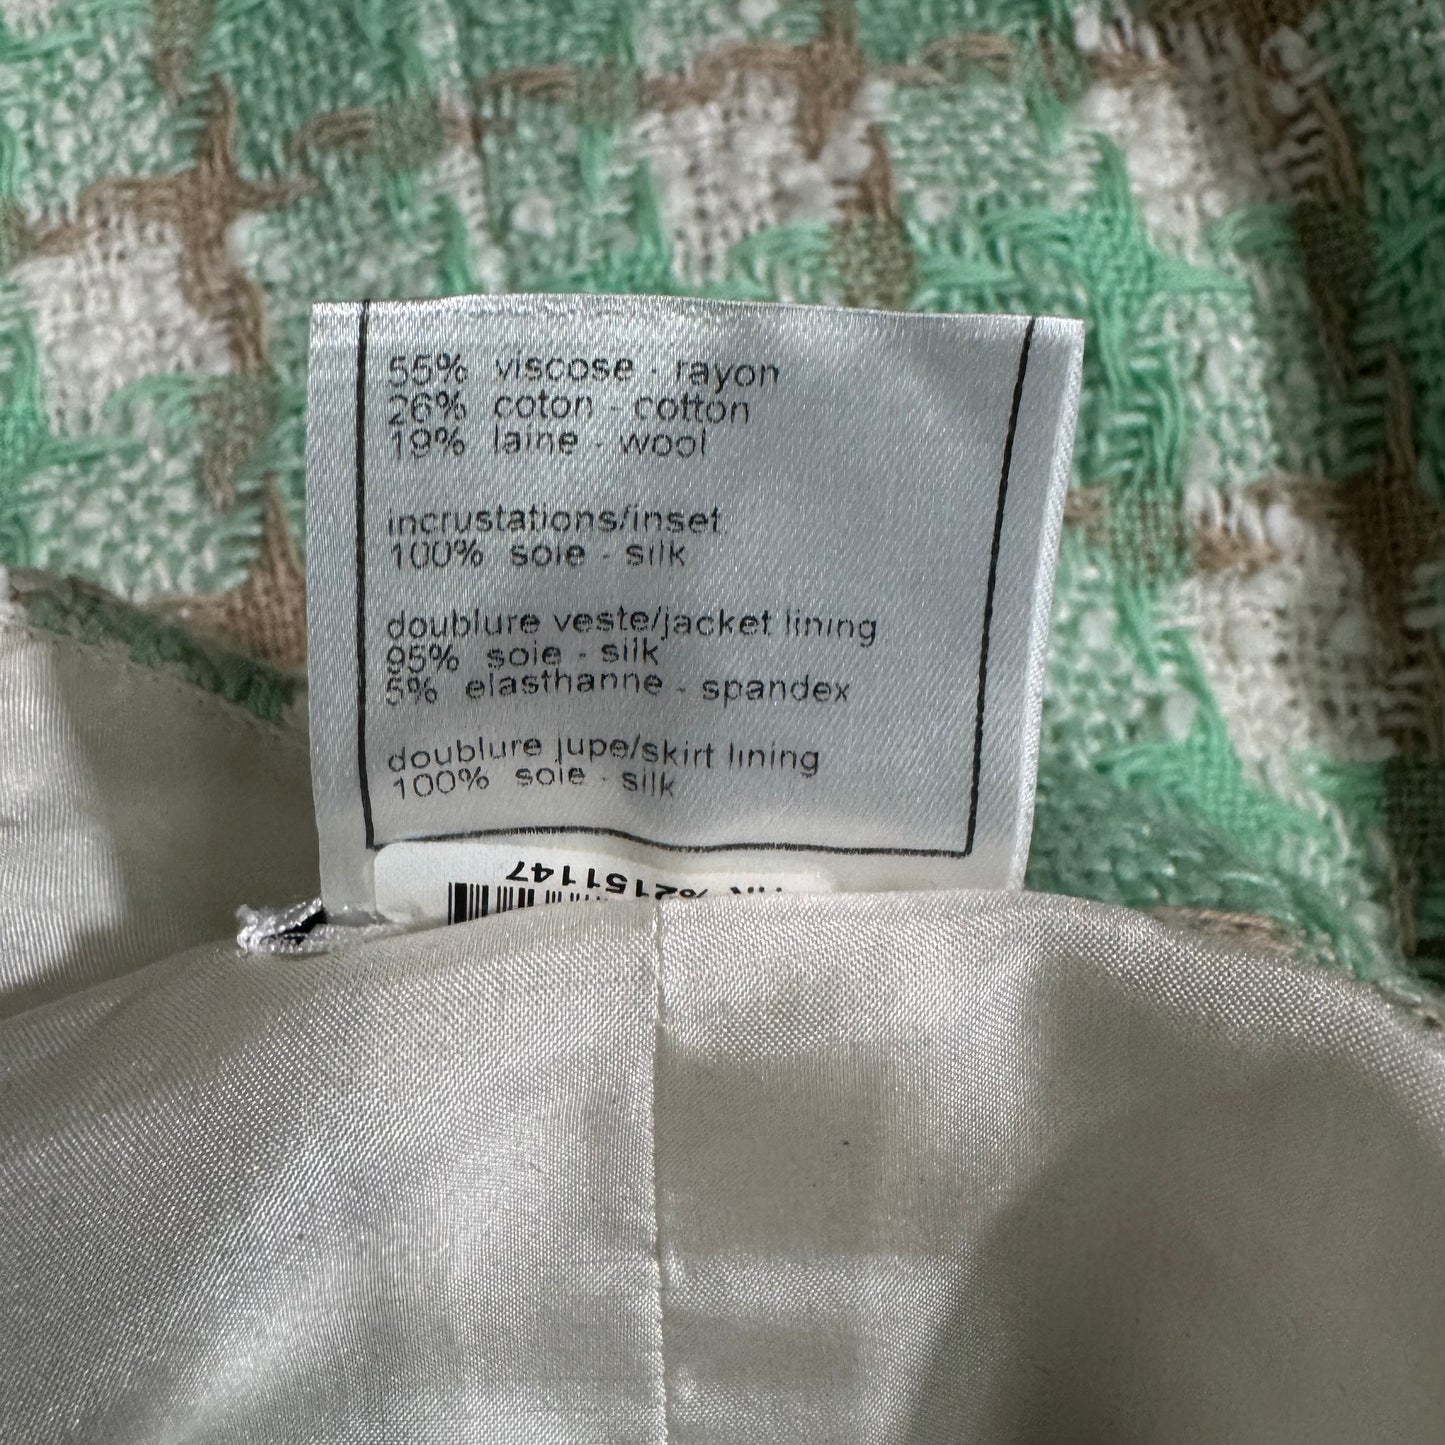 55% viscose - rayon
26% coton - cotton
19% laine - wool
incrustations/inset
100% soie - silk
doublure veste/jacket lining
95% soie - silk
5% elasthanne - spandex
doublure jupe/skirt lining
100% soie - silk
%2151147